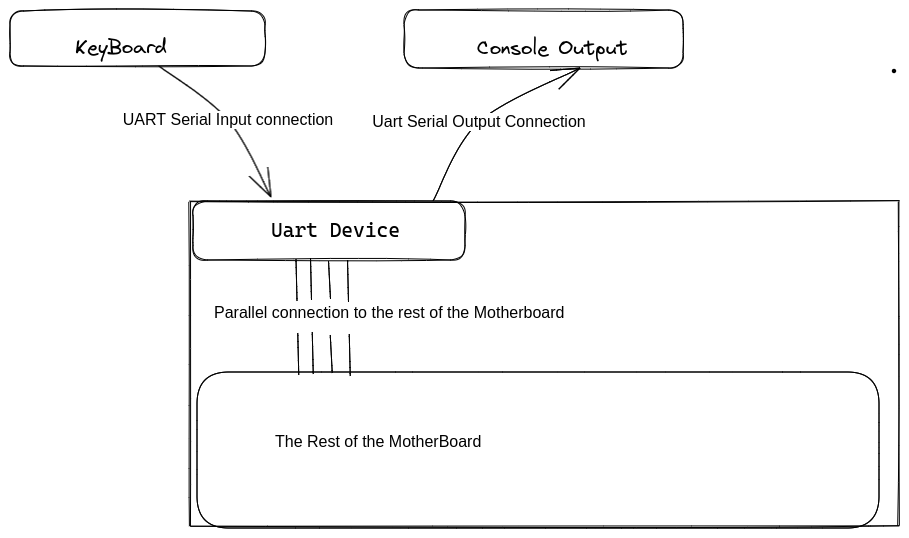 KeyBoard
Console Output
UART Serial Input connection
Uart Serial Output Connection
Uart Device
Parallel connection to the rest of the Motherboard
The Rest of the MotherBoard